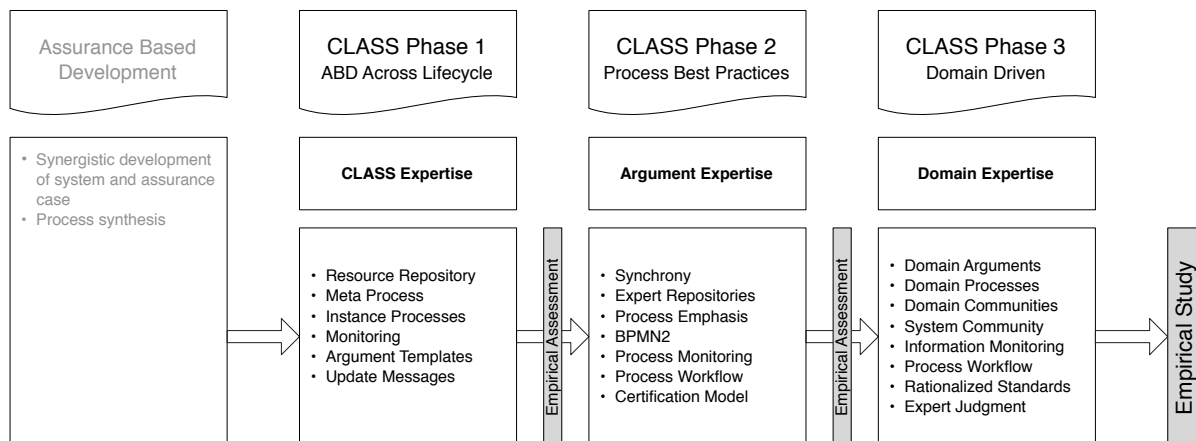 Assurance Based
Development
CLASS Phase 1
ABD Across Lifecycle
CLASS Phase 2
Process Best Practices
CLASS Phase 3
Domain Driven
• Synergistic development
of system and assurance
case
• Process synthesis
CLASS Expertise
Argument Expertise
Domain Expertise
• Resource Repository
• Meta Process
• Instance Processes
• Monitoring
• Argument Templates
• Update Messages
Empirical Assessment
• Synchrony
• Expert Repositories
• Process Emphasis
• BPMN2
• Process Monitoring
• Process Workflow
• Certification Model
Empirical Assessment
• Domain Arguments
• Domain Processes
• Domain Communities
• System Community
• Information Monitoring
• Process Workflow
• Rationalized Standards
• Expert Judgment
Empirical Study